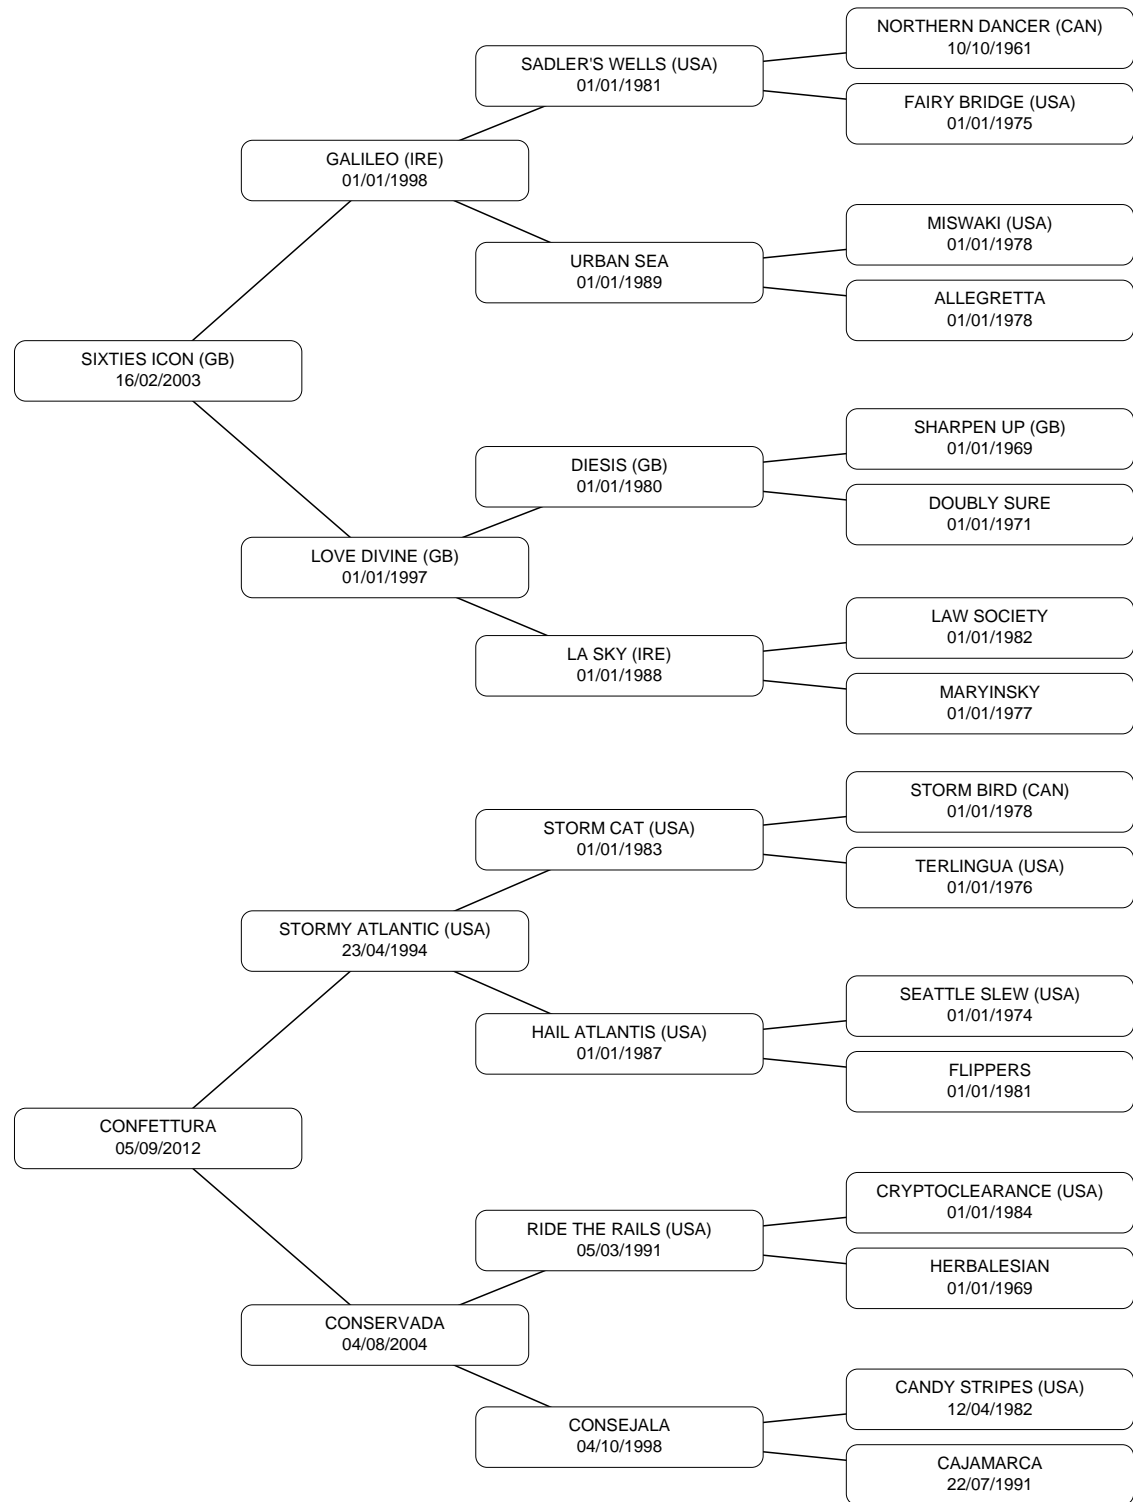 NORTHERN DANCER (CAN)
10/10/1961
SADLER'S WELLS (USA)
01/01/1981
FAIRY BRIDGE (USA)
01/01/1975
GALILEO (IRE)
01/01/1998
MISWAKI (USA)
01/01/1978
URBAN SEA
01/01/1989
ALLEGRETTA
01/01/1978
SIXTIES ICON (GB)
16/02/2003
SHARPEN UP (GB)
01/01/1969
DIESIS (GB)
01/01/1980
DOUBLY SURE
01/01/1971
LOVE DIVINE (GB)
01/01/1997
LAW SOCIETY
01/01/1982
LA SKY (IRE)
01/01/1988
MARYINSKY
01/01/1977
STORM BIRD (CAN)
01/01/1978
STORM CAT (USA)
01/01/1983
TERLINGUA (USA)
01/01/1976
STORMY ATLANTIC (USA)
23/04/1994
SEATTLE SLEW (USA)
01/01/1974
HAIL ATLANTIS (USA)
01/01/1987
FLIPPERS
01/01/1981
CONFETTURA
05/09/2012
CRYPTOCLEARANCE (USA)
01/01/1984
RIDE THE RAILS (USA)
05/03/1991
HERBALESIAN
01/01/1969
CONSERVADA
04/08/2004
CANDY STRIPES (USA)
12/04/1982
CONSEJALA
04/10/1998
CAJAMARCA
22/07/1991